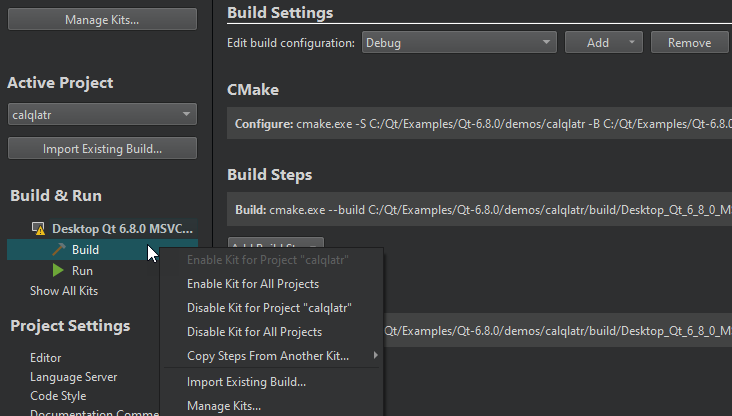 Manage Kits...
Active Project
calqlatr
Import Existing Build...
Build & Run
Desktop Qt 6.8.0 MSVC...
Build
Run
Show All Kits
Project Settings
Editor
Language Server
Code Style
Documentation Comme
Build Settings
Edit build configuration: Debug Add Remove
CMake
Configure: cmake.exe -S C:/Qt/Examples/Qt-6.8.0/demos/calqlatr -B C:/Qt/Examples/Qt-6.8.0
Build Steps
Build: cmake.exe --build C:/Qt/Examples/Qt-6.8.0/demos/calqlatr/build/Desktop_Qt_6_8_0_MS
Add Build Ste
Qt/Examples/Qt-6.8.0/demos/calqlatr/build/Desktop_Qt_6_8_0_MS
Enable Kit for Project "calqlatr"
Enable Kit for All Projects
Disable Kit for Project "calqlatr"
Disable Kit for All Projects
Copy Steps From Another Kit...
Import Existing Build...
Manage Kits...